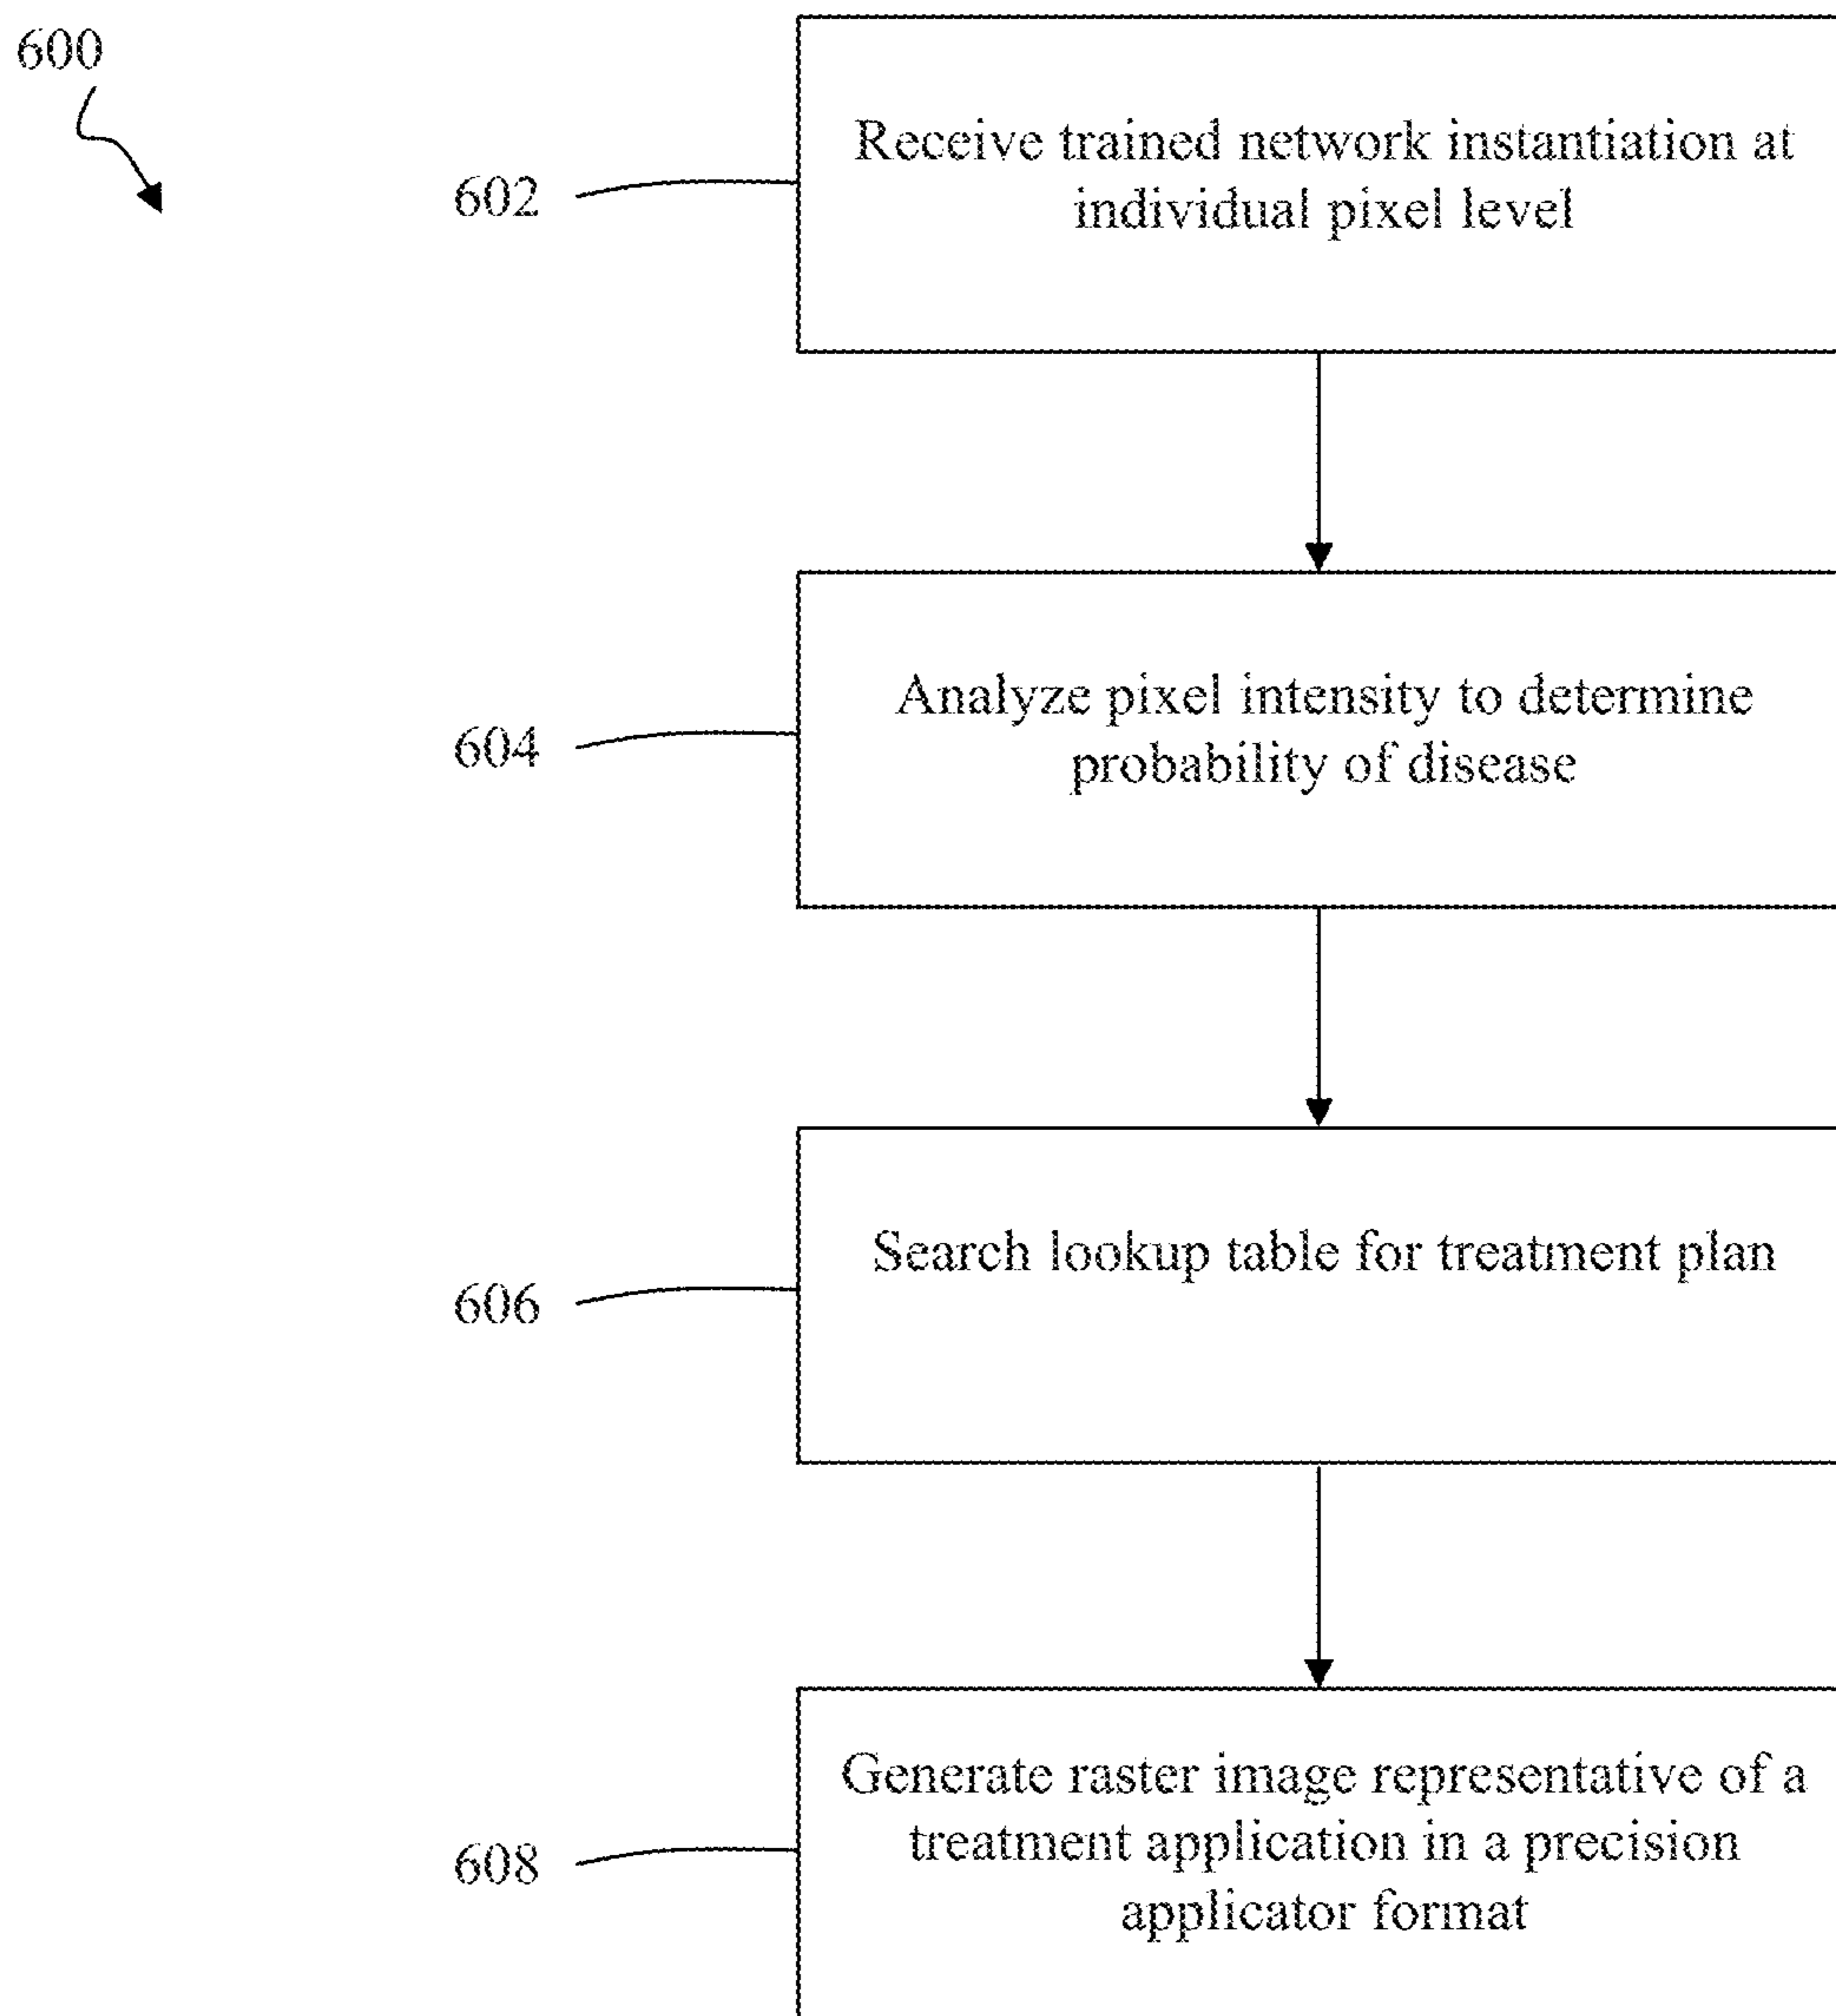 600
602
Receive trained network instantiation at
individual pixel level
604
Analyze pixel intensity to determine
probability of disease
606
Search lookup table for treatment plan
608
Generate raster image representative of a
treatment application in a precision
applicator format